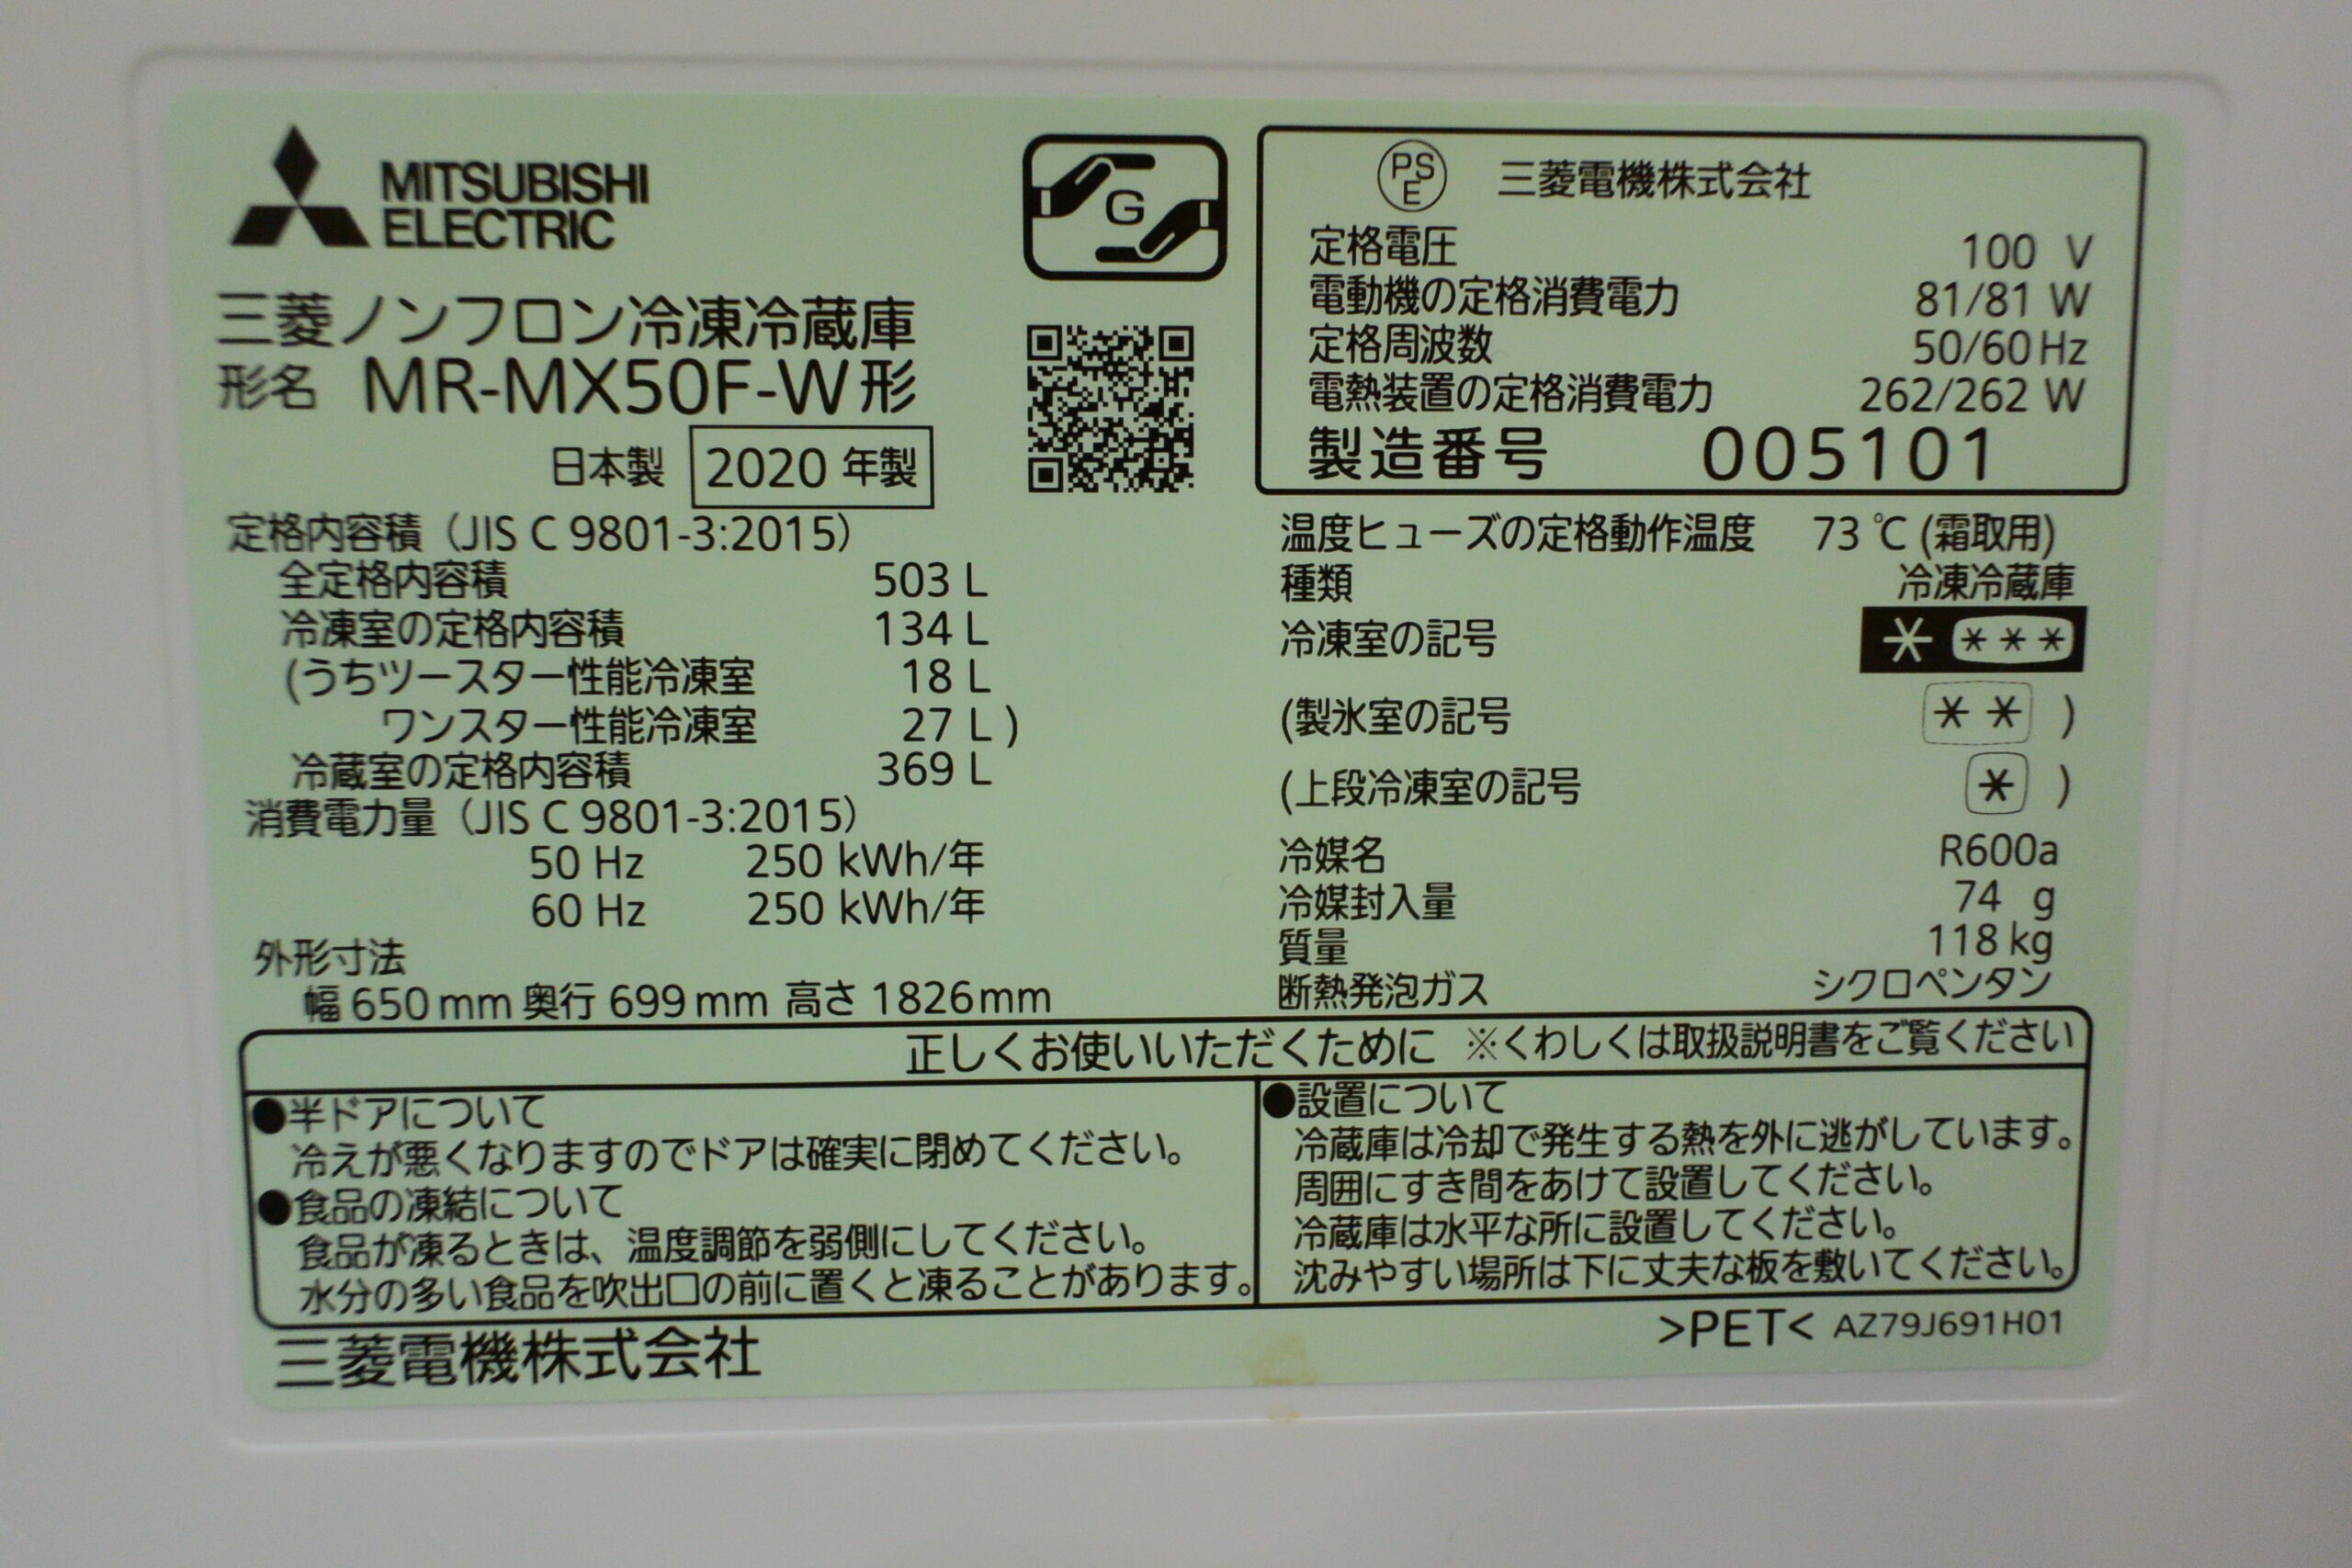 MITSUBISHI
ELECTRIC
G
三菱ノンフロン冷凍冷蔵庫
形名 MR-MX50F-W形
日本製 2020 年製
定格内容積（JIS C 9801-3:2015）
全定格内容積 503 L
冷凍室の定格内容積 134 L
(うちツースター性能冷凍室 18 L
ワンスター性能冷凍室 27 L )
冷蔵室の定格内容積 369 L
消費電力量（JIS C 9801-3:2015）
50 Hz 250 kWh/年
60 Hz 250 kWh/年
外形寸法
幅 650 mm 奥行 699 mm 高さ 1826 mm
PS
E
三菱電機株式会社
定格電圧 100 V
電動機の定格消費電力 81/81 W
定格周波数 50/60 Hz
電熱装置の定格消費電力 262/262 W
製造番号 005101
温度ヒューズの定格動作温度 73 ℃ (霜取用)
種類 冷凍冷蔵庫
冷凍室の記号 * ***
(製氷室の記号 ** )
(上段冷凍室の記号 * )
冷媒名 R600a
冷媒封入量 74 g
質量 118 kg
断熱発泡ガス シクロペンタン
正しくお使いいただくために ※くわしくは取扱説明書をご覧ください
●半ドアについて
冷えが悪くなりますのでドアは確実に閉めてください。
●食品の凍結について
食品が凍るときは、温度調節を弱側にしてください。
水分の多い食品を吹出口の前に置くと凍ることがあります。
●設置について
冷蔵庫は冷却で発生する熱を外に逃がしています。
周囲にすき間をあけて設置してください。
冷蔵庫は水平な所に設置してください。
沈みやすい場所は下に丈夫な板を敷いてください。
三菱電機株式会社
>PET< AZ79J691H01